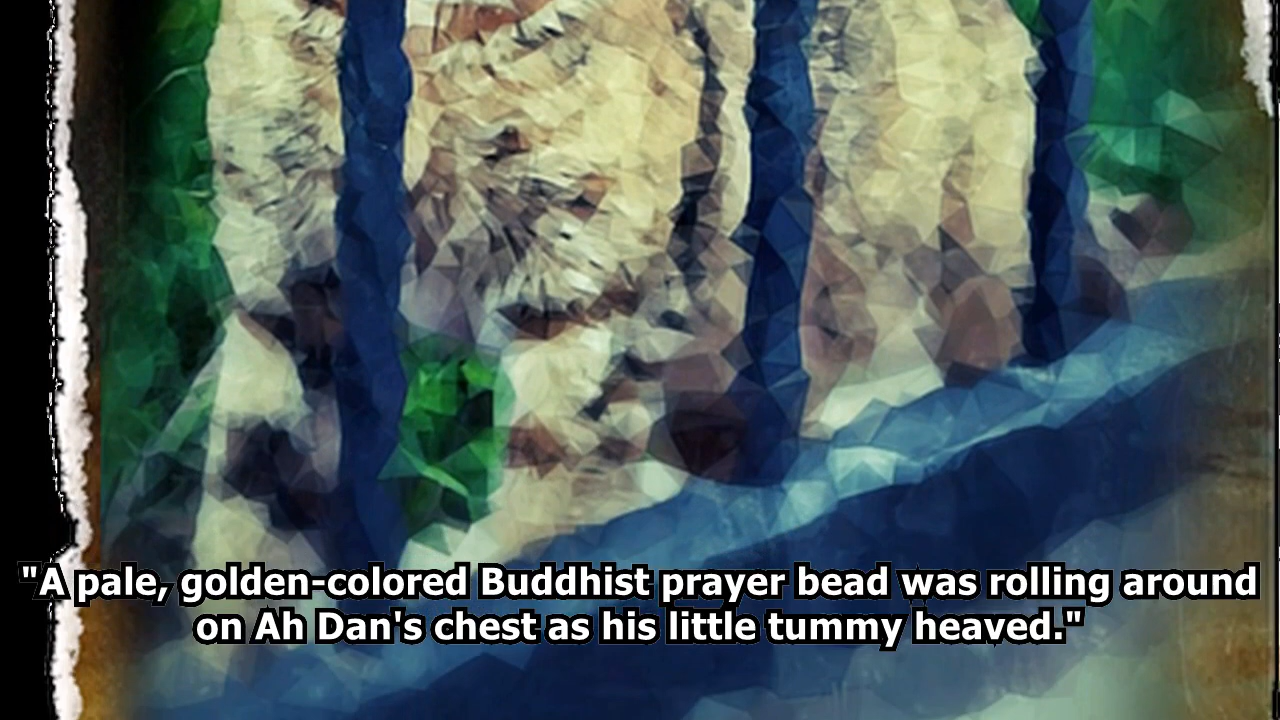 "A pale, golden-colored Buddhist prayer bead was rolling around
on Ah Dan's chest as his little tummy heaved."